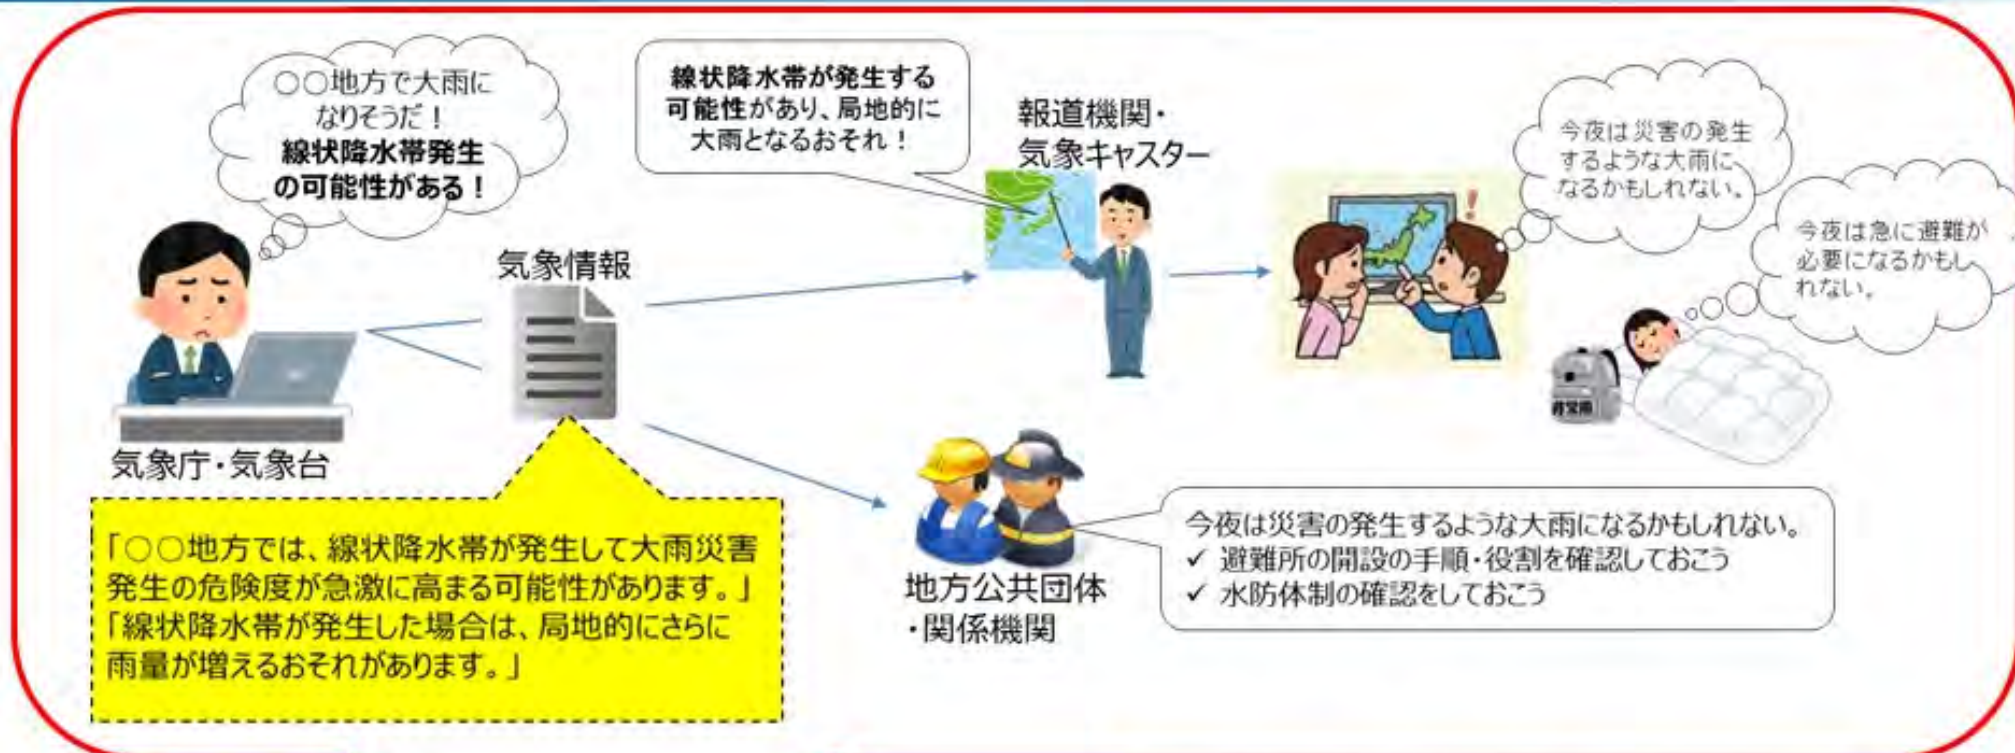 ○○地方で大雨に
なりそうだ！
線状降水帯発生
の可能性がある！
気象庁・気象台
気象情報
「○○地方では、線状降水帯が発生して大雨災害
発生の危険度が急激に高まる可能性があります。」
「線状降水帯が発生した場合は、局地的にさらに
雨量が増えるおそれがあります。」
線状降水帯が発生する
可能性があり、局地的に
大雨となるおそれ！
報道機関・
気象キャスター
今夜は災害の発生
するような大雨に
なるかもしれない。
今夜は急に避難が
必要になるかもし
れない。
非常用
地方公共団体
・関係機関
今夜は災害の発生するような大雨になるかもしれない。
✓ 避難所の開設の手順・役割を確認しておこう
✓ 水防体制の確認をしておこう